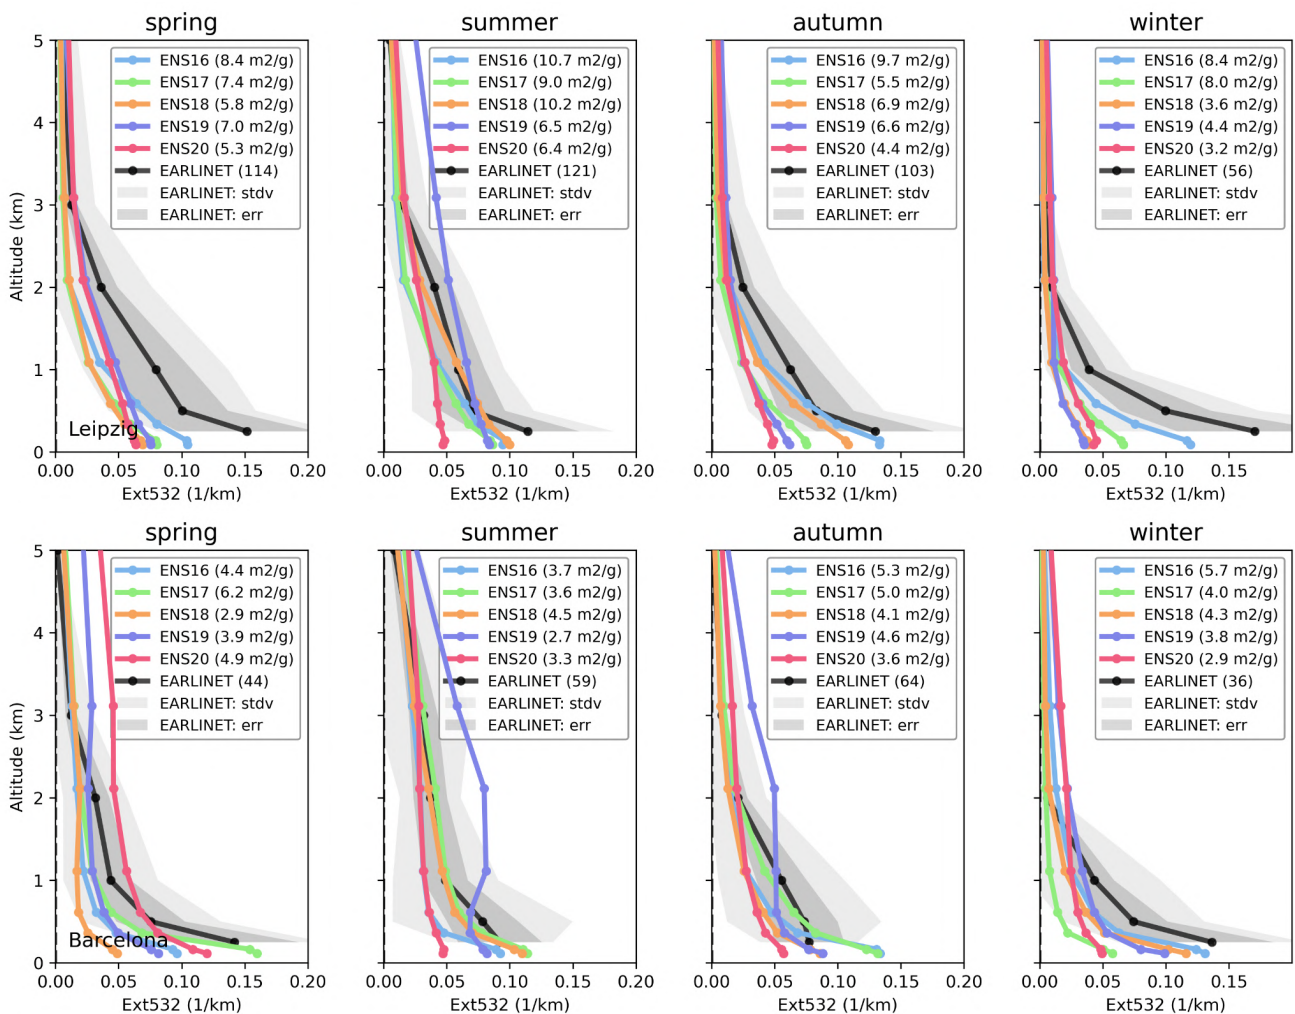 spring
summer
autumn
winter
ENS16 (8.4 m2/g)
ENS17 (7.4 m2/g)
ENS18 (5.8 m2/g)
ENS19 (7.0 m2/g)
ENS20 (5.3 m2/g)
EARLINET (114)
EARLINET: stdv
EARLINET: err
ENS16 (10.7 m2/g)
ENS17 (9.0 m2/g)
ENS18 (10.2 m2/g)
ENS19 (6.5 m2/g)
ENS20 (6.4 m2/g)
EARLINET (121)
EARLINET: stdv
EARLINET: err
ENS16 (9.7 m2/g)
ENS17 (5.5 m2/g)
ENS18 (6.9 m2/g)
ENS19 (6.6 m2/g)
ENS20 (4.4 m2/g)
EARLINET (103)
EARLINET: stdv
EARLINET: err
ENS16 (8.4 m2/g)
ENS17 (8.0 m2/g)
ENS18 (3.6 m2/g)
ENS19 (4.4 m2/g)
ENS20 (3.2 m2/g)
EARLINET (56)
EARLINET: stdv
EARLINET: err
5
4
3
2
1
0
Altitude (km)
Leipzig
0.00 0.05 0.10 0.15 0.20
0.00 0.05 0.10 0.15 0.20
0.00 0.05 0.10 0.15 0.20
0.00 0.05 0.10 0.15
Ext532 (1/km)
Ext532 (1/km)
Ext532 (1/km)
Ext532 (1/km)
spring
summer
autumn
winter
ENS16 (4.4 m2/g)
ENS17 (6.2 m2/g)
ENS18 (2.9 m2/g)
ENS19 (3.9 m2/g)
ENS20 (4.9 m2/g)
EARLINET (44)
EARLINET: stdv
EARLINET: err
ENS16 (3.7 m2/g)
ENS17 (3.6 m2/g)
ENS18 (4.5 m2/g)
ENS19 (2.7 m2/g)
ENS20 (3.3 m2/g)
EARLINET (59)
EARLINET: stdv
EARLINET: err
ENS16 (5.3 m2/g)
ENS17 (5.0 m2/g)
ENS18 (4.1 m2/g)
ENS19 (4.6 m2/g)
ENS20 (3.6 m2/g)
EARLINET (64)
EARLINET: stdv
EARLINET: err
ENS16 (5.7 m2/g)
ENS17 (4.0 m2/g)
ENS18 (4.3 m2/g)
ENS19 (3.8 m2/g)
ENS20 (2.9 m2/g)
EARLINET (36)
EARLINET: stdv
EARLINET: err
5
4
3
2
1
0
Altitude (km)
Barcelona
0.00 0.05 0.10 0.15 0.20
0.00 0.05 0.10 0.15 0.20
0.00 0.05 0.10 0.15 0.20
0.00 0.05 0.10 0.15
Ext532 (1/km)
Ext532 (1/km)
Ext532 (1/km)
Ext532 (1/km)